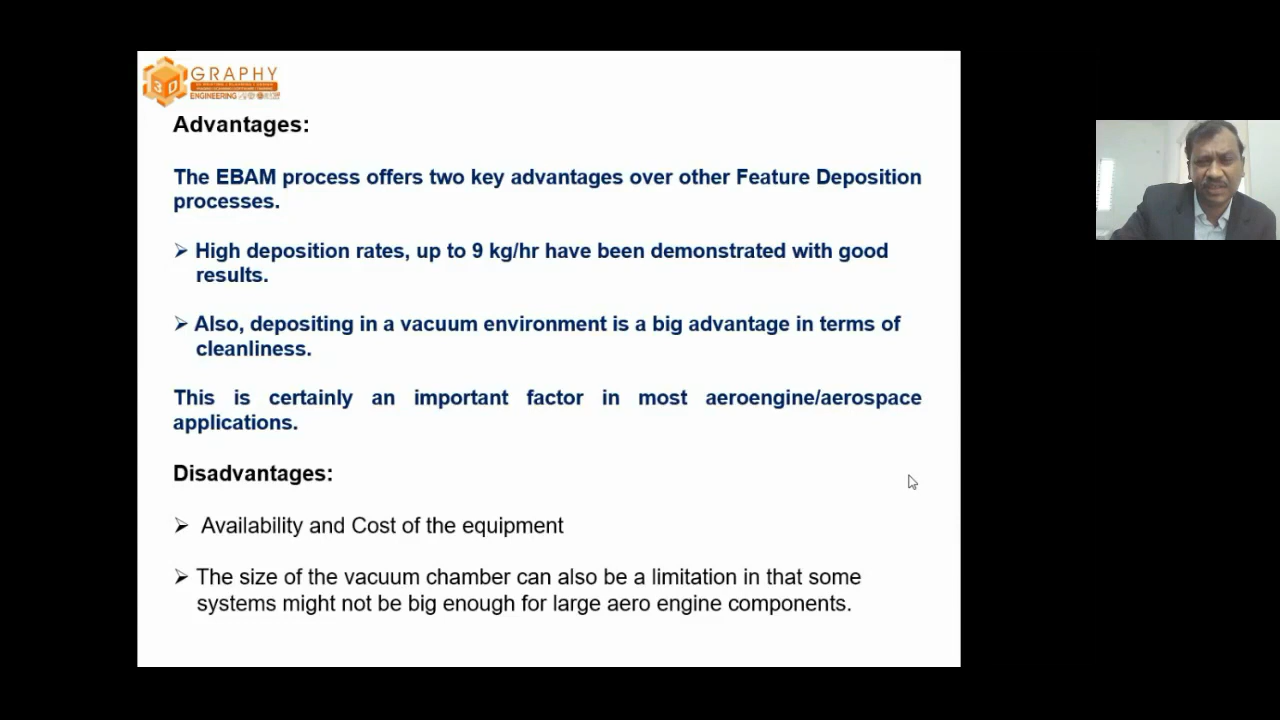 3D GRAPHY
ENGINEERING
Advantages:
The EBAM process offers two key advantages over other Feature Deposition
processes.
➢ High deposition rates, up to 9 kg/hr have been demonstrated with good
results.
➢ Also, depositing in a vacuum environment is a big advantage in terms of
cleanliness.
This is certainly an important factor in most aeroengine/aerospace
applications.
Disadvantages:
➢ Availability and Cost of the equipment
➢ The size of the vacuum chamber can also be a limitation in that some
systems might not be big enough for large aero engine components.